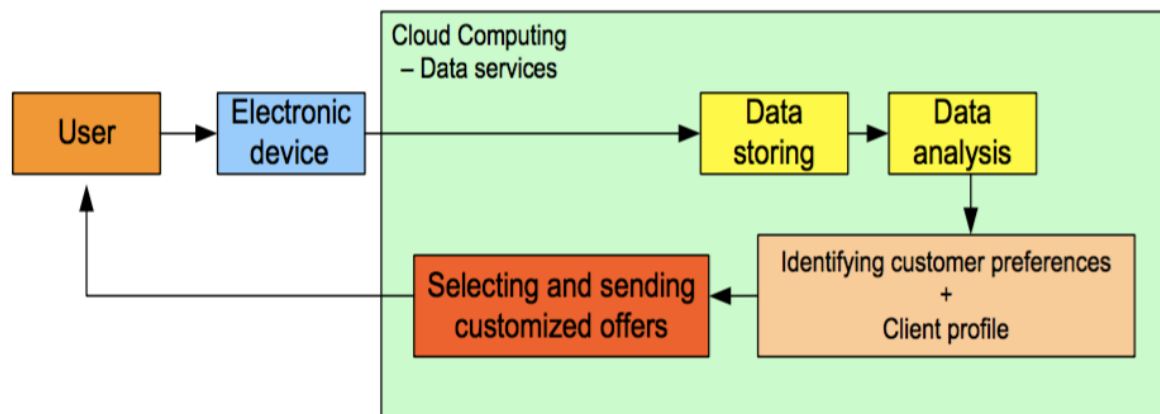 Cloud Computing
– Data services
User
Electronic
device
Data
storing
Data
analysis
Identifying customer preferences
+
Client profile
Selecting and sending
customized offers